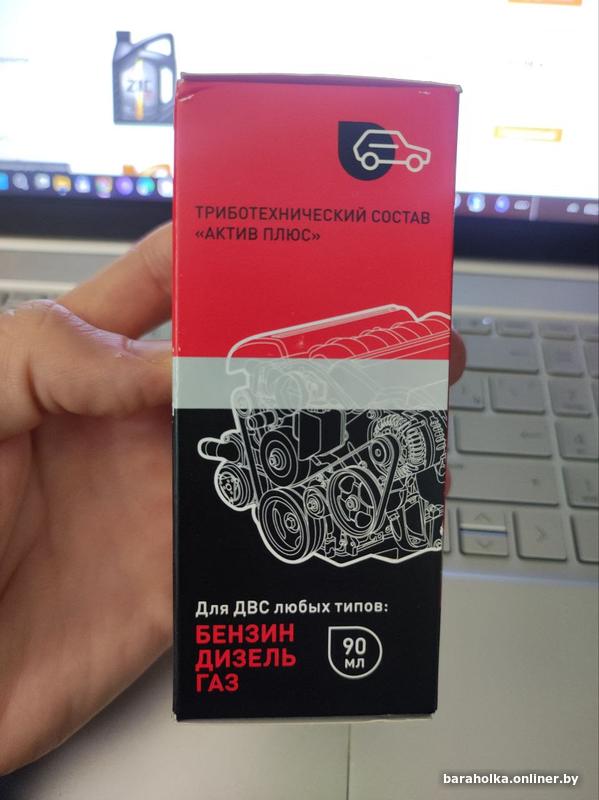 ZIC
ТРИБОТЕХНИЧЕСКИЙ СОСТАВ
«АКТИВ ПЛЮС»
Для ДВС любых типов:
БЕНЗИН
ДИЗЕЛЬ
ГАЗ
90
МЛ
baraholka.onliner.by